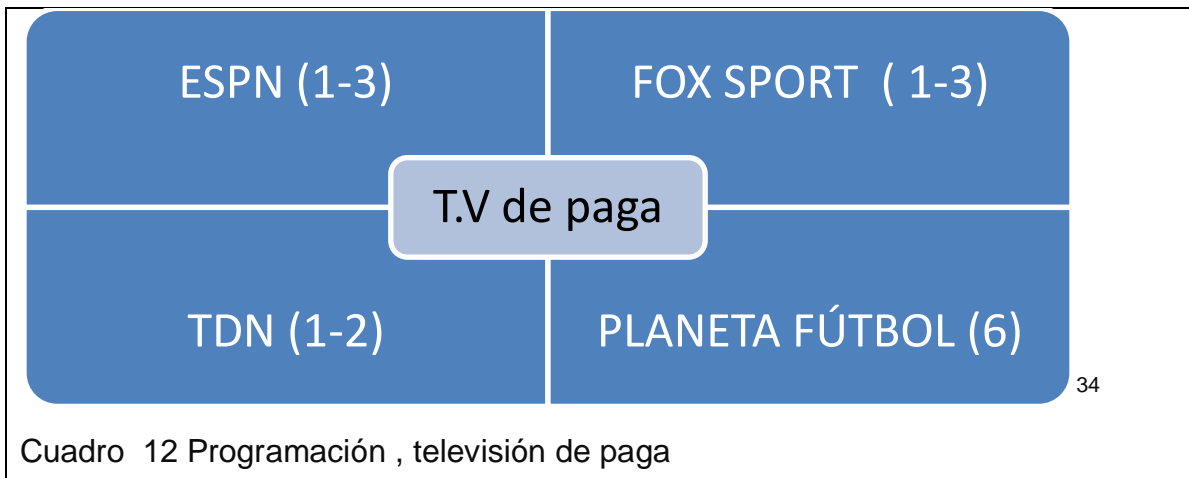 ESPN (1-3)
FOX SPORT  ( 1-3)
T.V de paga
TDN (1-2)
PLANETA FÚTBOL (6)
34
Cuadro  12 Programación , televisión de paga